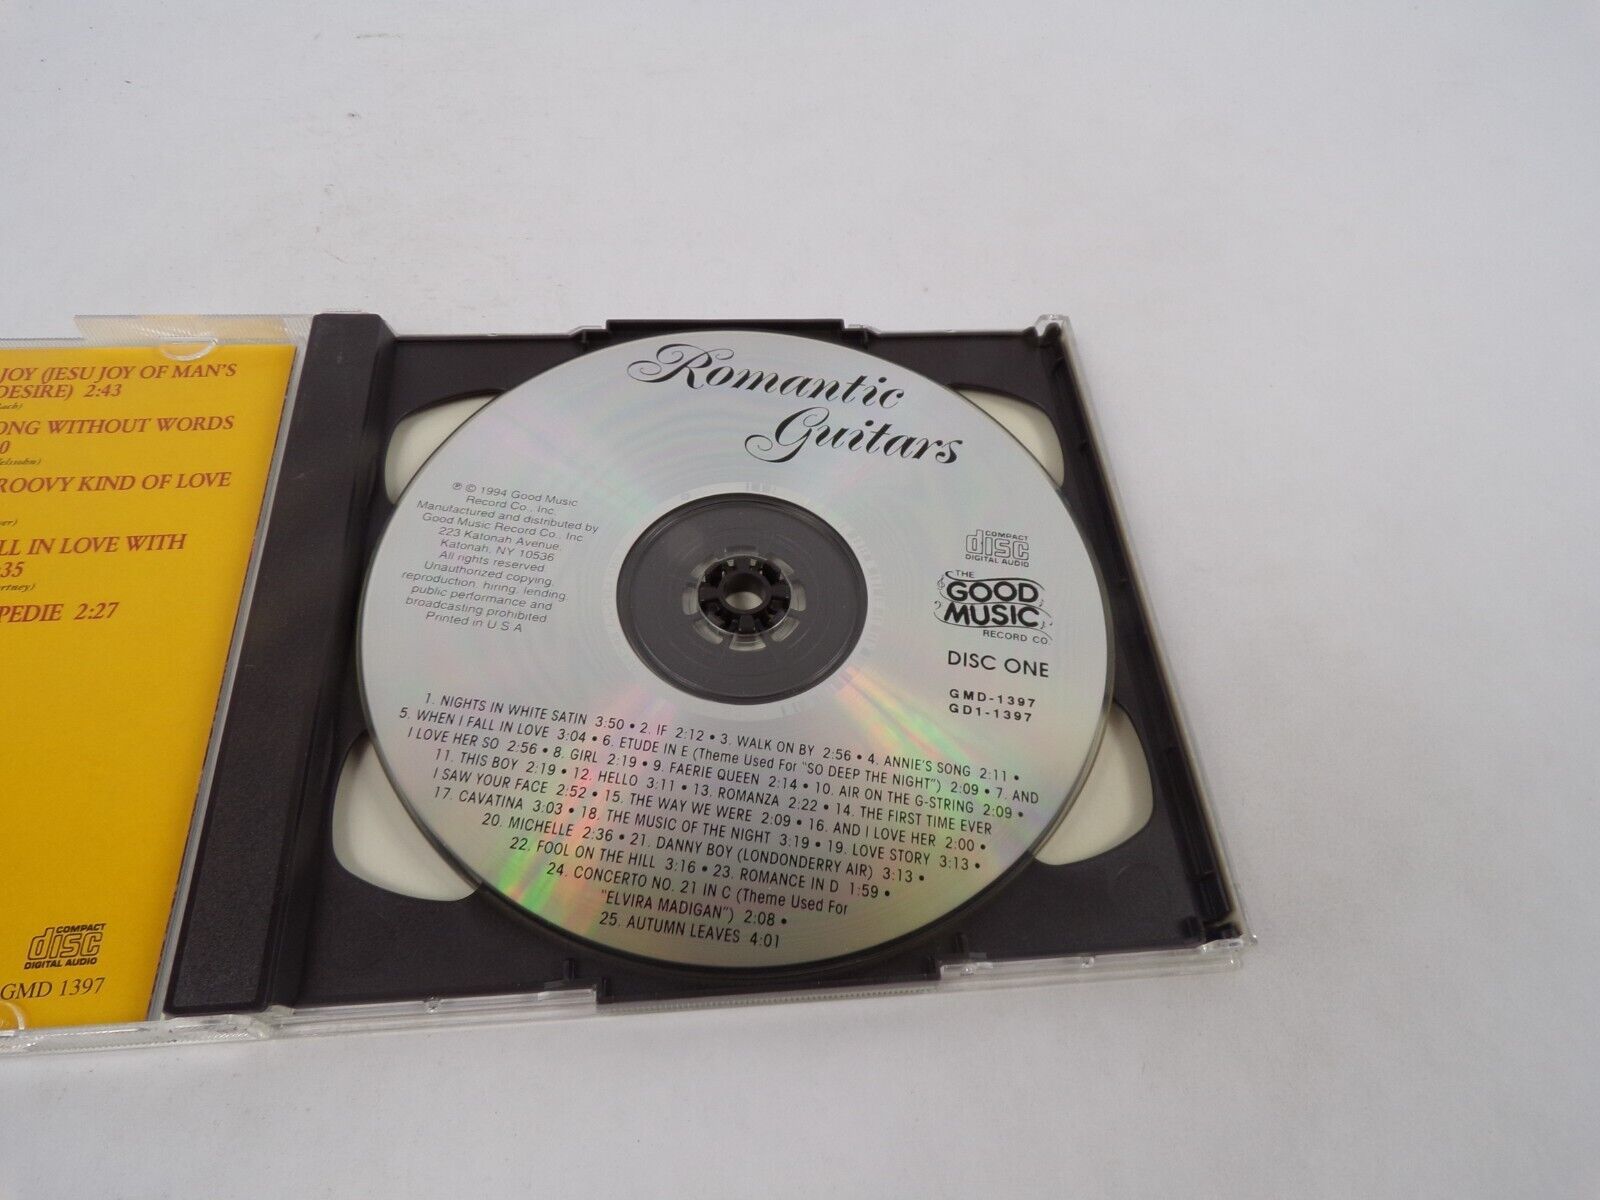 JOY (JESU JOY OF MAN'S
DESIRE) 2:43
ONG WITHOUT WORDS
ROOVY KIND OF LOVE
LL IN LOVE WITH
:35
PEDIE 2:27
COMPACT
disc
DIGITAL AUDIO
GMD 1397
Romantic
Guitars
℗ © 1994 Good Music
Record Co., Inc.
Manufactured and distributed by
Good Music Record Co., Inc
223 Katonah Avenue,
Katonah, NY 10536
All rights reserved
Unauthorized copying,
reproduction, hiring, lending,
public performance and
broadcasting prohibited
Printed in U.S.A
COMPACT
disc
DIGITAL AUDIO
THE
GOOD
MUSIC
RECORD CO.
DISC ONE
GMD-1397
GD1-1397
1. NIGHTS IN WHITE SATIN 3:50 • 2. IF 2:12 • 3. WALK ON BY 2:56 • 4. ANNIE'S SONG 2:11 •
5. WHEN I FALL IN LOVE 3:04 • 6. ETUDE IN E (Theme Used For "SO DEEP THE NIGHT") 2:09 • 7. AND
I LOVE HER SO 2:56 • 8. GIRL 2:19 • 9. FAERIE QUEEN 2:14 • 10. AIR ON THE G-STRING 2:09 •
11. THIS BOY 2:19 • 12. HELLO 3:11 • 13. ROMANZA 2:22 • 14. THE FIRST TIME EVER
I SAW YOUR FACE 2:52 • 15. THE WAY WE WERE 2:09 • 16. AND I LOVE HER 2:00 •
17. CAVATINA 3:03 • 18. THE MUSIC OF THE NIGHT 3:19 • 19. LOVE STORY 3:13 •
20. MICHELLE 2:36 • 21. DANNY BOY (LONDONDERRY AIR) 3:13 •
22. FOOL ON THE HILL 3:16 • 23. ROMANCE IN D 1:59 •
24. CONCERTO NO. 21 IN C (Theme Used For
"ELVIRA MADIGAN") 2:08 •
25. AUTUMN LEAVES 4:01